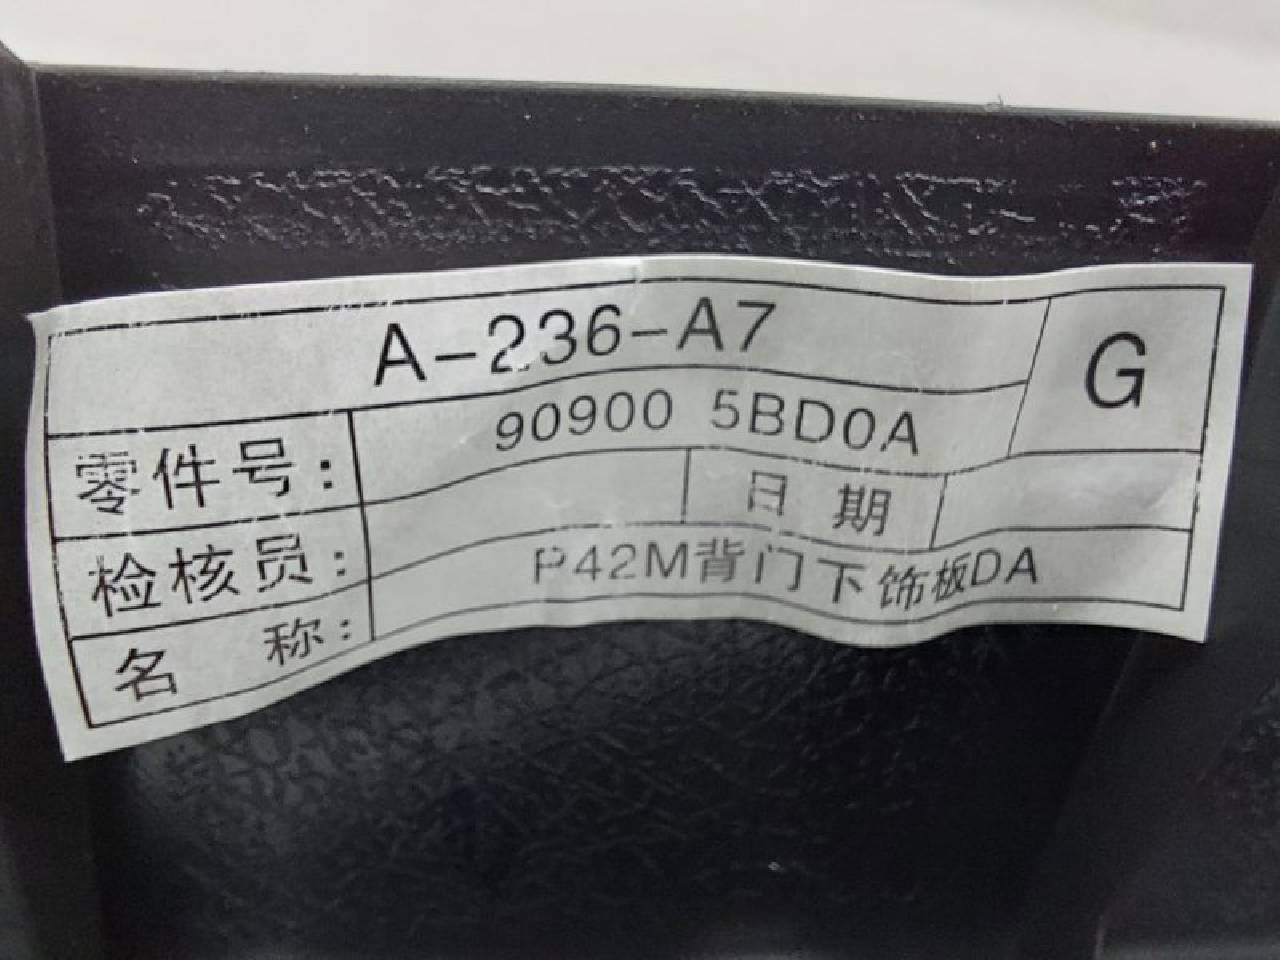 A-236-A7
G
零件号: 90900 5BD0A
检核员: 日期
名称: P42M背门下饰板DA